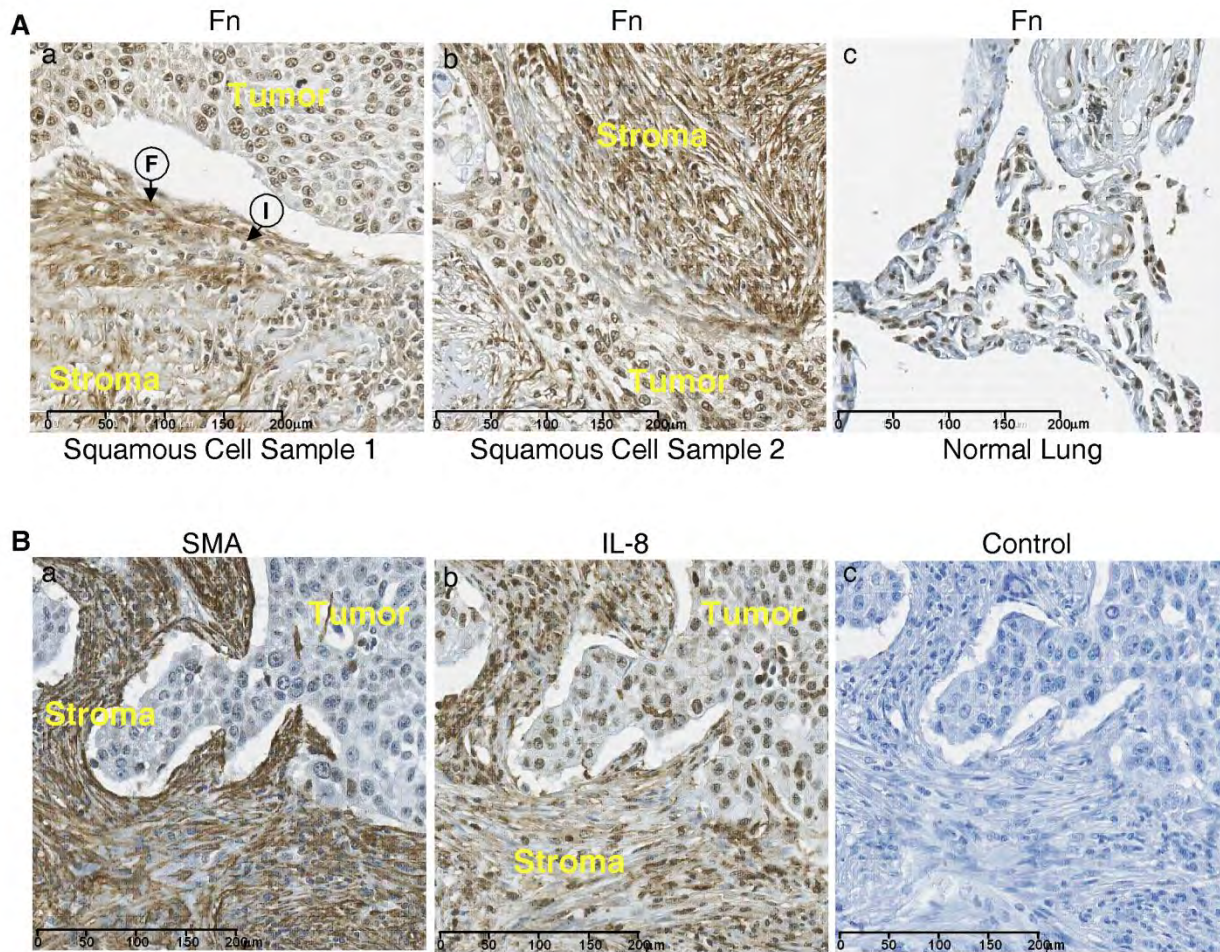 A
Fn
Fn
Fn
a
b
c
Tumor
Stroma
F
I
Stroma
Tumor
0 50 100 150 200µm
0 50 100 150 200µm
0 50 100 150 200µm
Squamous Cell Sample 1
Squamous Cell Sample 2
Normal Lung
B
SMA
IL-8
Control
a
b
c
Tumor
Tumor
Stroma
Stroma
0 50 100 150 200µm
0 50 100 150 200µm
0 50 100 150 200µm